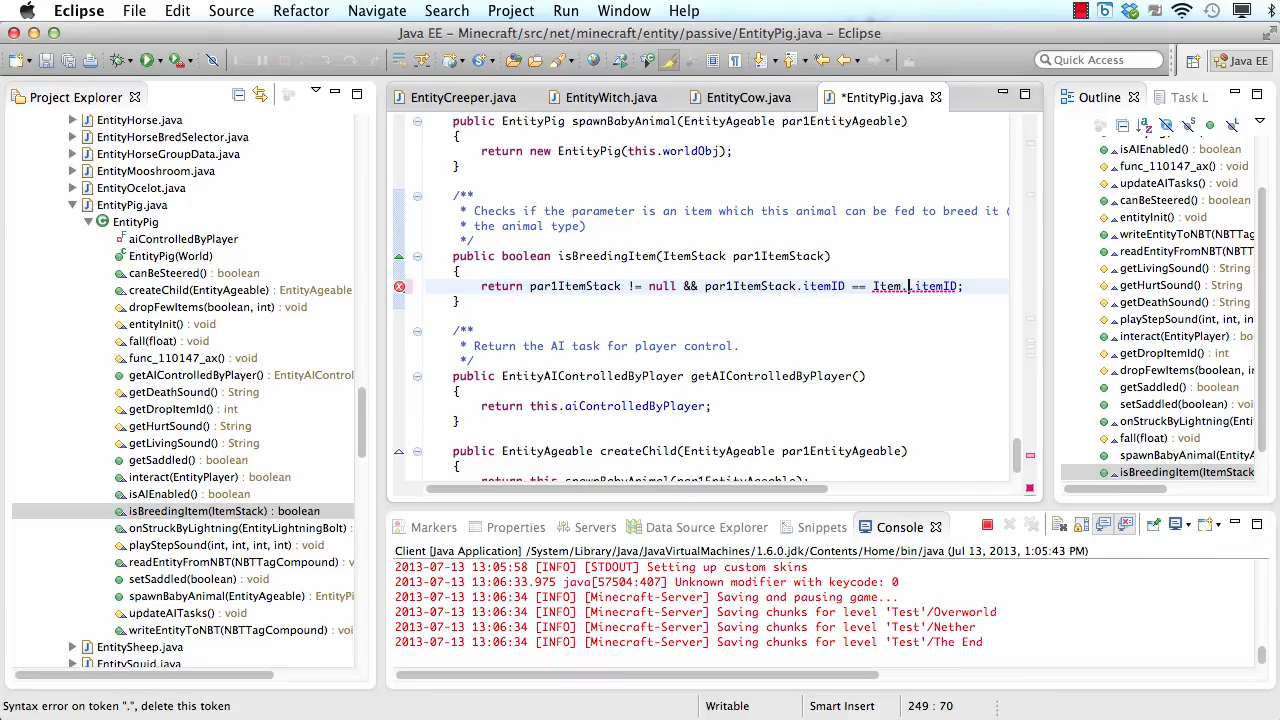 Eclipse File Edit Source Refactor Navigate Search Project Run Window Help
Java EE - Minecraft/src/net/minecraft/entity/passive/EntityPig.java - Eclipse
Quick Access
Java EE
Project Explorer
EntityHorse.java
EntityHorseBredSelector.java
EntityHorseGroupData.java
EntityMooshroom.java
EntityOcelot.java
EntityPig.java
EntityPig
aiControlledByPlayer
EntityPig(World)
canBeSteered() : boolean
createChild(EntityAgeable) : EntityAgeable
entityInit() : void
fall(float) : void
func_110147_ax() : void
getAIControlledByPlayer() : EntityAIControl
getDeathSound() : String
getDropItemId() : int
getHurtSound() : String
getLivingSound() : String
getSaddled() : boolean
interact(EntityPlayer) : boolean
isAIEnabled() : boolean
isBreedingItem(ItemStack) : boolean
onStruckByLightning(EntityLightningBolt) :
playStepSound(int, int, int, int) : void
readEntityFromNBT(NBTTagCompound) : void
setSaddled(boolean) : void
spawnBabyAnimal(EntityAgeable) : EntityPi
updateAITasks() : void
writeEntityToNBT(NBTTagCompound) : voi
EntitySheep.java
EntitySquid.java
EntityCreeper.java EntityWitch.java EntityCow.java *EntityPig.java
public EntityPig spawnBabyAnimal(EntityAgeable par1EntityAgeable)
{
return new EntityPig(this.worldObj);
}
/**
* Checks if the parameter is an item which this animal can be fed to breed it (
* the animal type)
*/
public boolean isBreedingItem(ItemStack par1ItemStack)
{
return par1ItemStack != null && par1ItemStack.itemID == Item..itemID;
}
/**
* Return the AI task for player control.
*/
public EntityAIControlledByPlayer getAIControlledByPlayer()
{
return this.aiControlledByPlayer;
}
public EntityAgeable createChild(EntityAgeable par1EntityAgeable)
{
return this.spawnBabyAnimal(par1EntityAgeable);
Outline Task L
isAIEnabled() : boolean
func_110147_ax() : void
updateAITasks() : void
canBeSteered() : boolean
entityInit() : void
writeEntityToNBT(NBTT
readEntityFromNBT(NBTT
getLivingSound() : String
getHurtSound() : String
getDeathSound() : String
playStepSound(int, int, 
interact(EntityPlayer) : 
getDropItemId() : int
dropFewItems(boolean, 
getSaddled() : boolean
setSaddled(boolean) : vo
onStruckByLightning(Ent
fall(float) : void
spawnBabyAnimal(Entity
isBreedingItem(ItemStack
Markers Properties Servers Data Source Explorer Snippets Console
Client [Java Application] /System/Library/Java/JavaVirtualMachines/1.6.0.jdk/Contents/Home/bin/java (Jul 13, 2013, 1:05:43 PM)
2013-07-13 13:05:58 [INFO] [STDOUT] Setting up custom skins
2013-07-13 13:06:33.975 java[57504:407] Unknown modifier with keycode: 0
2013-07-13 13:06:34 [INFO] [Minecraft-Server] Saving and pausing game...
2013-07-13 13:06:34 [INFO] [Minecraft-Server] Saving chunks for level 'Test'/Overworld
2013-07-13 13:06:34 [INFO] [Minecraft-Server] Saving chunks for level 'Test'/Nether
2013-07-13 13:06:34 [INFO] [Minecraft-Server] Saving chunks for level 'Test'/The End
Syntax error on token ".", delete this token
Writable
Smart Insert
249 : 70